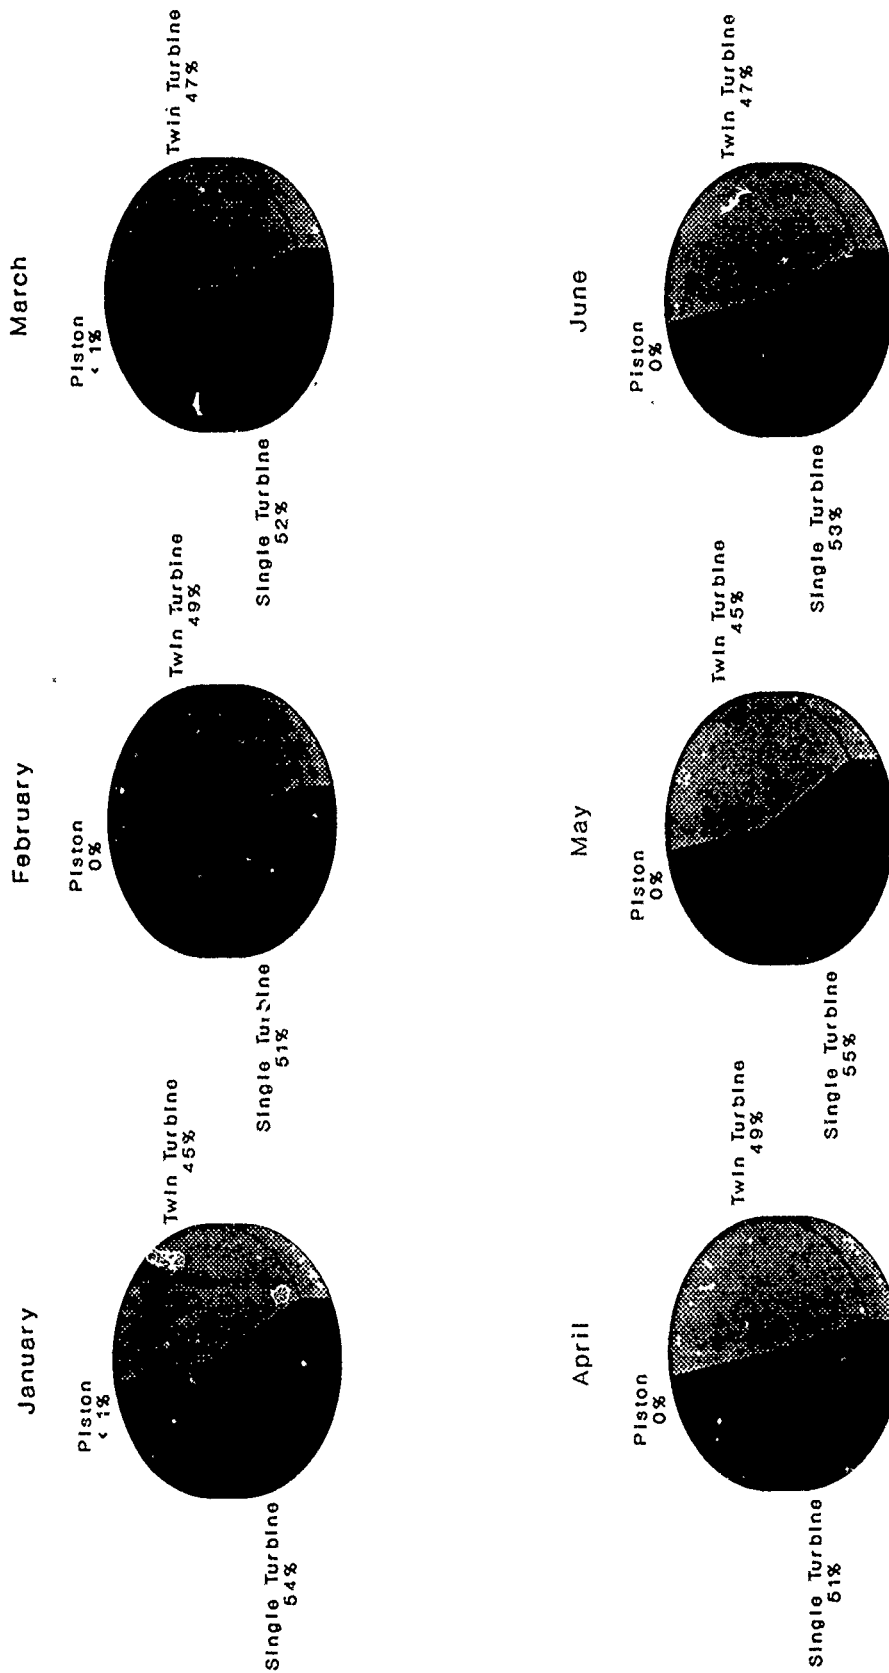 January
Piston
< 1%
Twin Turbine
45%
Single Turbine
54%
February
Piston
0%
Twin Turbine
49%
Single Turbine
51%
March
Piston
< 1%
Twin Turbine
47%
Single Turbine
52%
April
Piston
0%
Twin Turbine
49%
Single Turbine
51%
May
Piston
0%
Twin Turbine
45%
Single Turbine
55%
June
Piston
0%
Twin Turbine
47%
Single Turbine
53%